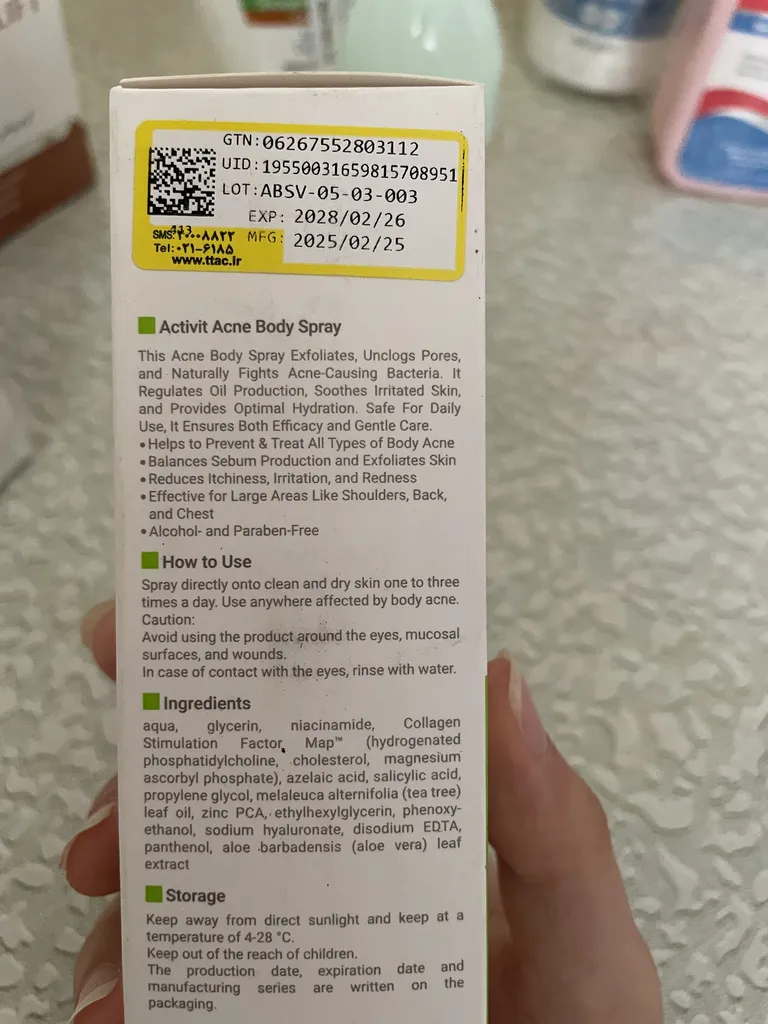 GTN:06267552803112
UID:19550031659815708951
LOT:ABSV-05-03-003
EXP: 2028/02/26
MFG: 2025/02/25
413
Tel:۰۲۱-۶۱۸۵
www.ttac.ir
Activit Acne Body Spray
This Acne Body Spray Exfoliates, Unclogs Pores,
and Naturally Fights Acne-Causing Bacteria. It
Regulates Oil Production, Soothes Irritated Skin,
and Provides Optimal Hydration. Safe For Daily
Use, It Ensures Both Efficacy and Gentle Care.
• Helps to Prevent & Treat All Types of Body Acne
• Balances Sebum Production and Exfoliates Skin
• Reduces Itchiness, Irritation, and Redness
• Effective for Large Areas Like Shoulders, Back,
and Chest
• Alcohol- and Paraben-Free
How to Use
Spray directly onto clean and dry skin one to three
times a day. Use anywhere affected by body acne.
Caution:
Avoid using the product around the eyes, mucosal
surfaces, and wounds.
In case of contact with the eyes, rinse with water.
Ingredients
aqua, glycerin, niacinamide, Collagen
Stimulation Factor Map™ (hydrogenated
phosphatidylcholine, cholesterol, magnesium
ascorbyl phosphate), azelaic acid, salicylic acid,
propylene glycol, melaleuca alternifolia (tea tree)
leaf oil, zinc PCA, ethylhexylglycerin, phenoxy-
ethanol, sodium hyaluronate, disodium EDTA,
panthenol, aloe barbadensis (aloe vera) leaf
extract
Storage
Keep away from direct sunlight and keep at a
temperature of 4-28 °C.
Keep out of the reach of children.
The production date, expiration date and
manufacturing series are written on the
packaging.